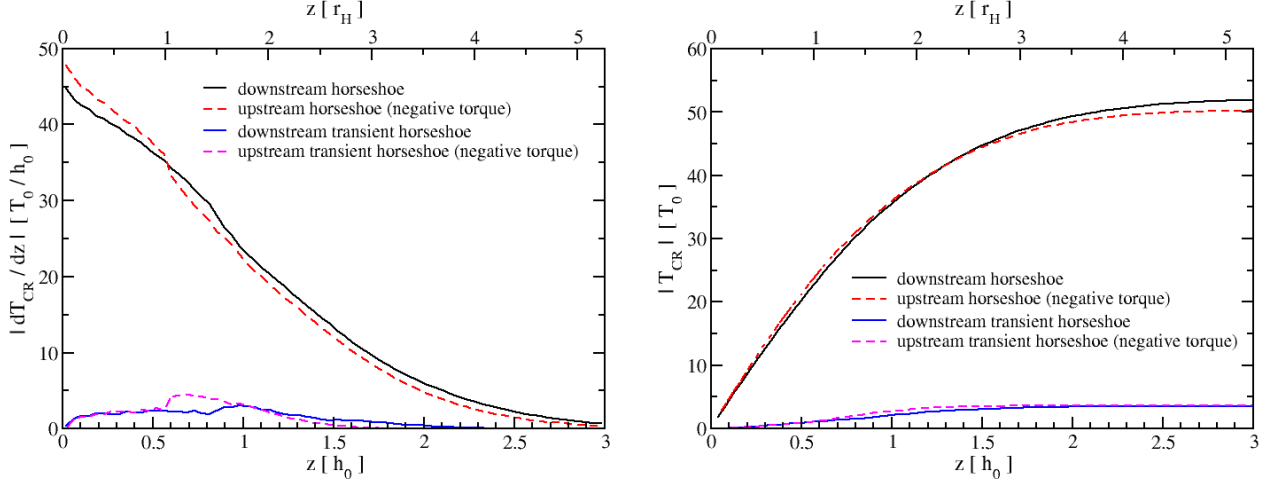 z [ r_H ]
0 1 2 3 4 5
50
40
30
20
10
0
| dT_CR / dz | [ T_0 / h_0 ]
downstream horseshoe
upstream horseshoe (negative torque)
downstream transient horseshoe
upstream transient horseshoe (negative torque)
0 0.5 1 1.5 2 2.5 3
z [ h_0 ]
z [ r_H ]
0 1 2 3 4 5
60
50
40
30
20
10
0
| T_CR | [ T_0 ]
downstream horseshoe
upstream horseshoe (negative torque)
downstream transient horseshoe
upstream transient horseshoe (negative torque)
0 0.5 1 1.5 2 2.5 3
z [ h_0 ]